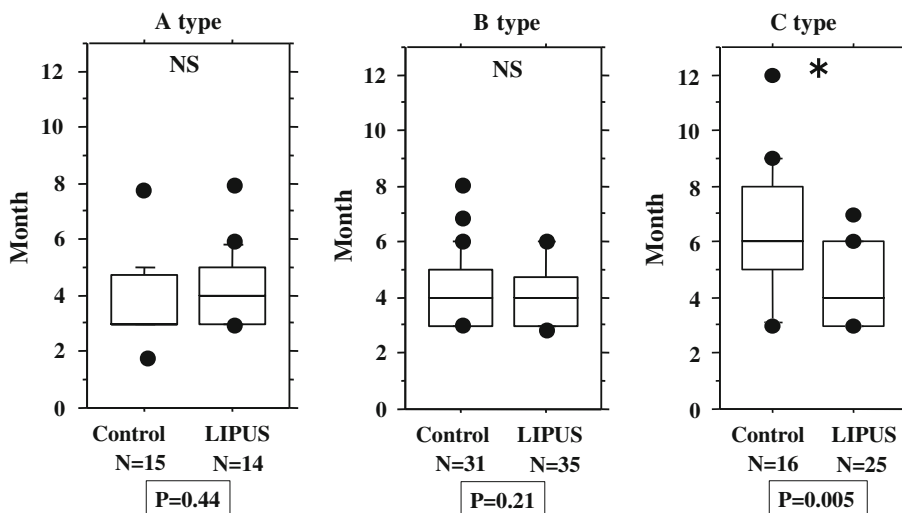 A type
NS
Month
12
10
8
6
4
2
0
Control
LIPUS
N=15
N=14
P=0.44
B type
NS
Month
12
10
8
6
4
2
0
Control
LIPUS
N=31
N=35
P=0.21
C type
*
Month
12
10
8
6
4
2
0
Control
LIPUS
N=16
N=25
P=0.005